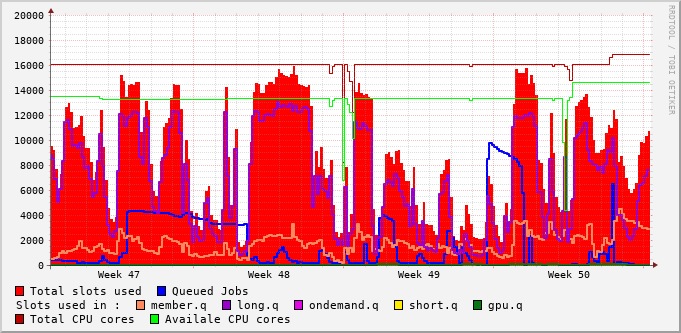 20000
18000
16000
14000
12000
10000
8000
6000
4000
2000
0
Week 47 Week 48 Week 49 Week 50
RRDTOOL / TOBI OETIKER
Total slots used Queued Jobs
Slots used in : member.q long.q ondemand.q short.q gpu.q
Total CPU cores Availale CPU cores